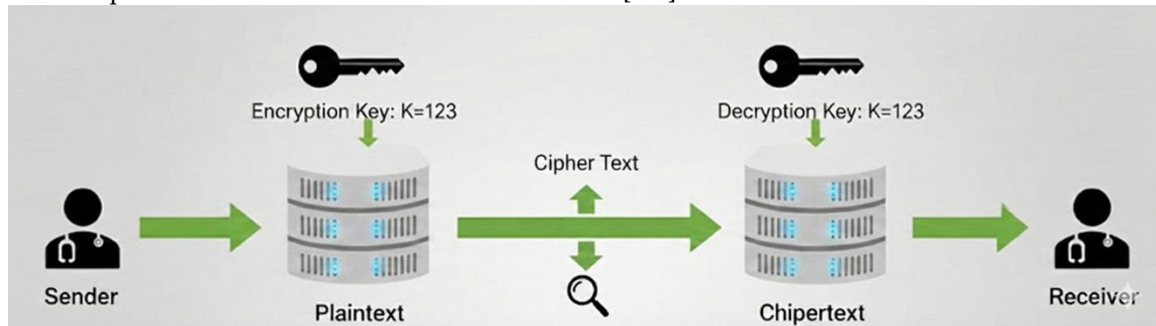 Encryption Key: K=123
Decryption Key: K=123
Cipher Text
Sender
Plaintext
Chipertext
Receiver